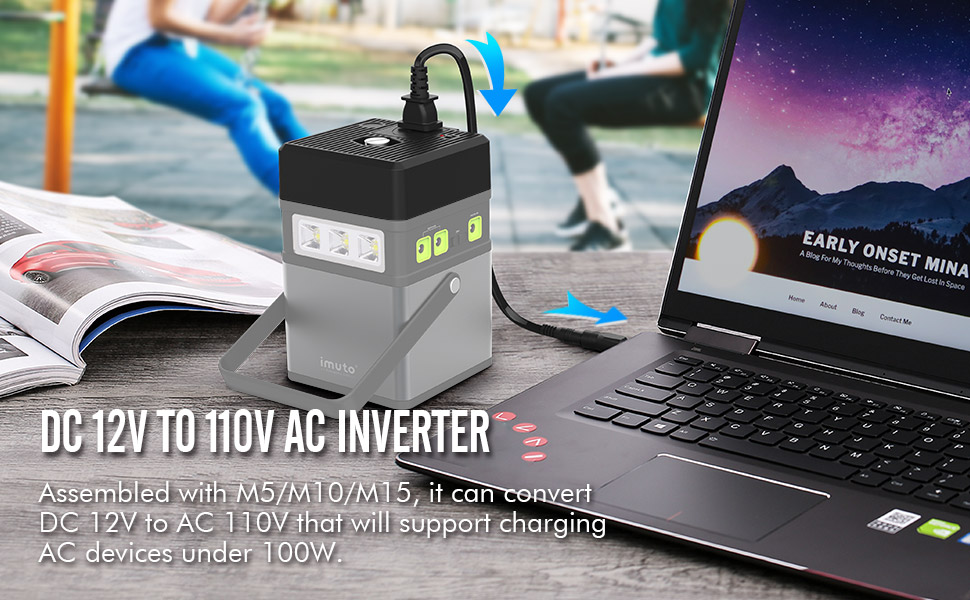 EARLY ONSET MINA
A Blog For My Thoughts Before They Get Lost In Space
Home About Blog Contact Me
imuto
DC 12V TO 110V AC INVERTER
Assembled with M5/M10/M15, it can convert
DC 12V to AC 110V that will support charging
AC devices under 100W.